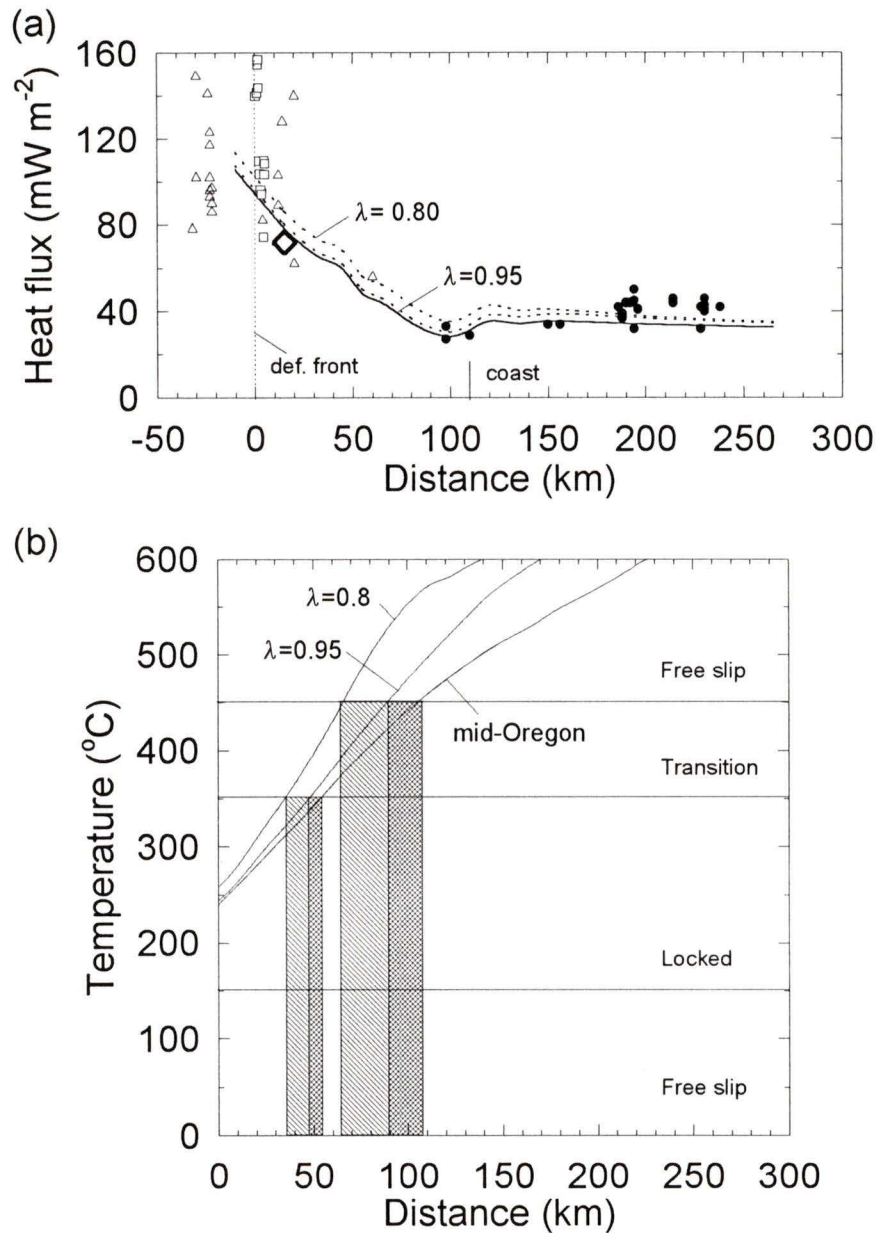 (a)
160
120
80
40
0
Heat flux (mW m-2)
λ= 0.80
λ=0.95
def. front
coast
-50 0 50 100 150 200 250 300
Distance (km)
(b)
600
500
400
300
200
100
0
Temperature (°C)
λ=0.8
λ=0.95
mid-Oregon
Free slip
Transition
Locked
Free slip
0 50 100 150 200 250 300
Distance (km)